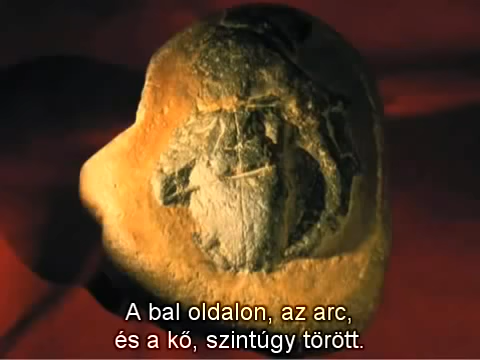 A bal oldalon, az arc,
és a kő, szintúgy törött.